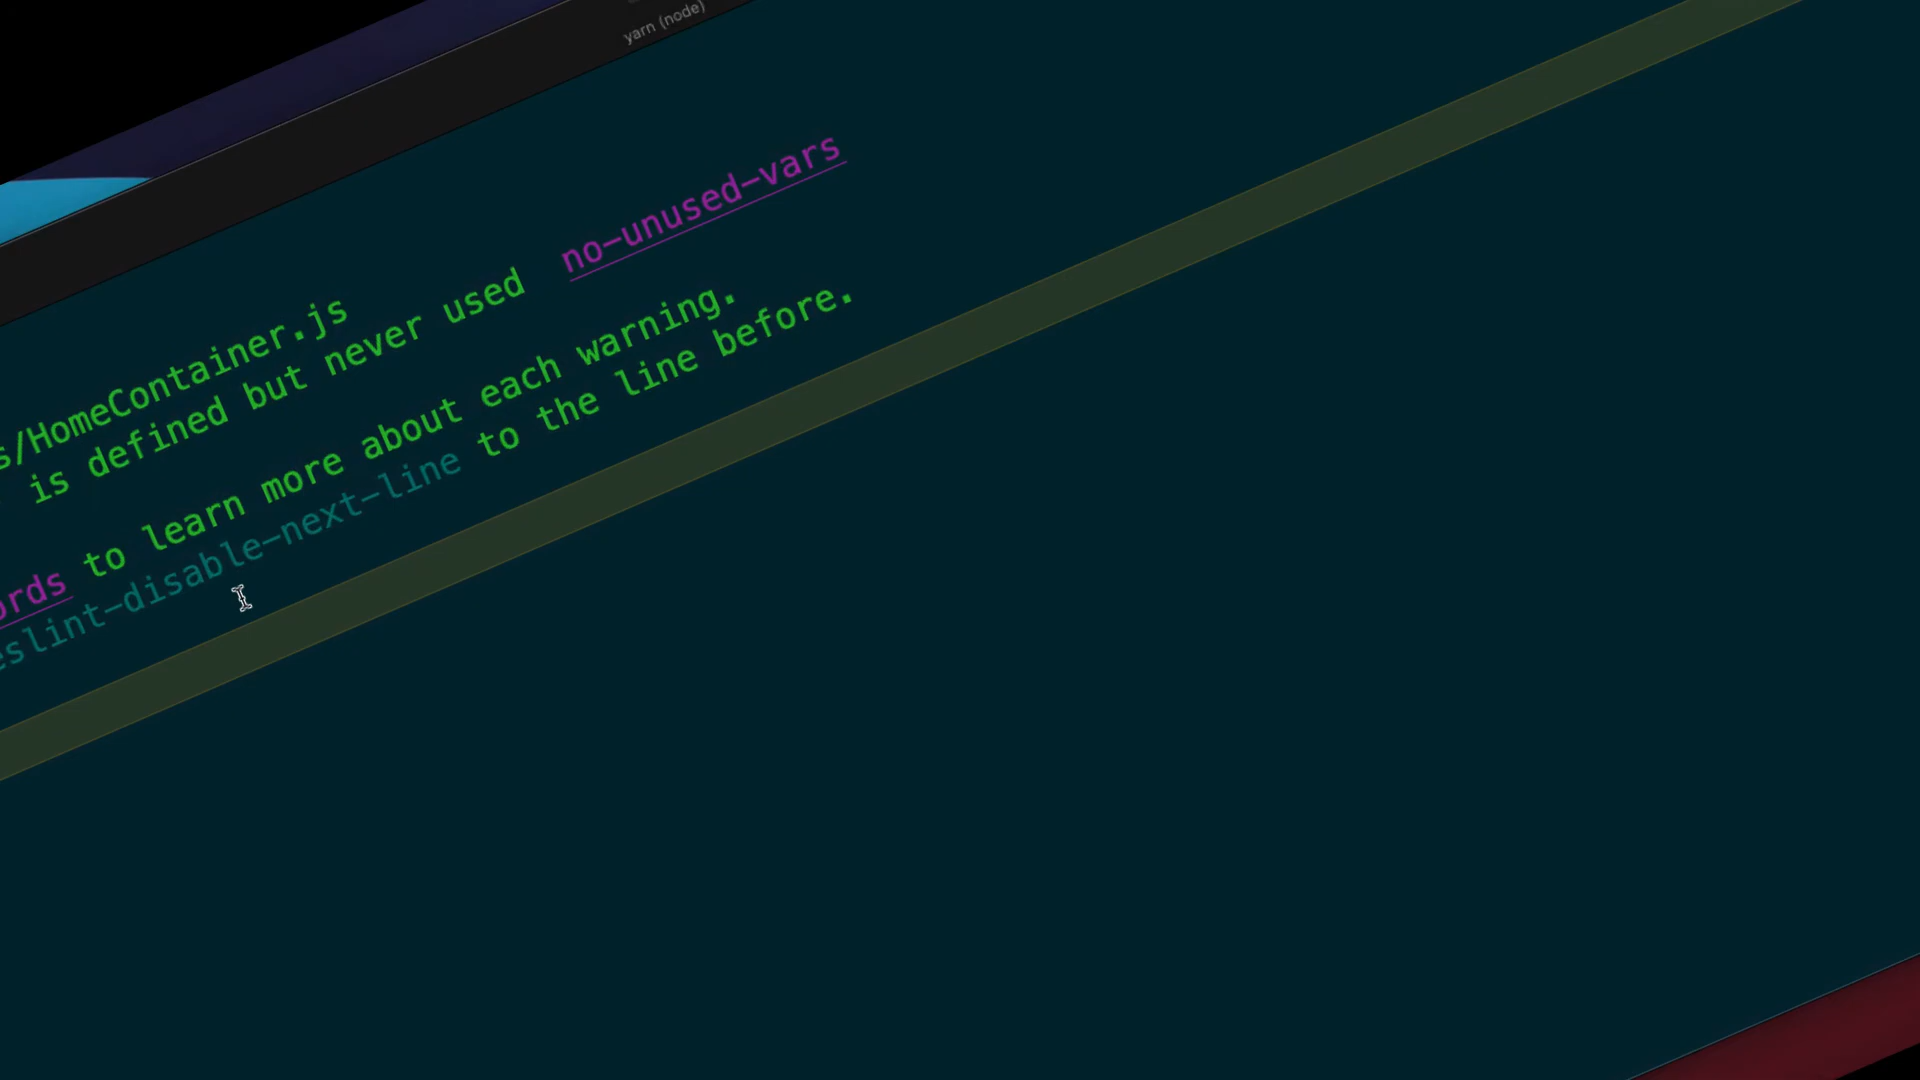 yarn (node)
s/HomeContainer.js
is defined but never used no-unused-vars
to learn more about each warning.
eslint-disable-next-line to the line before.